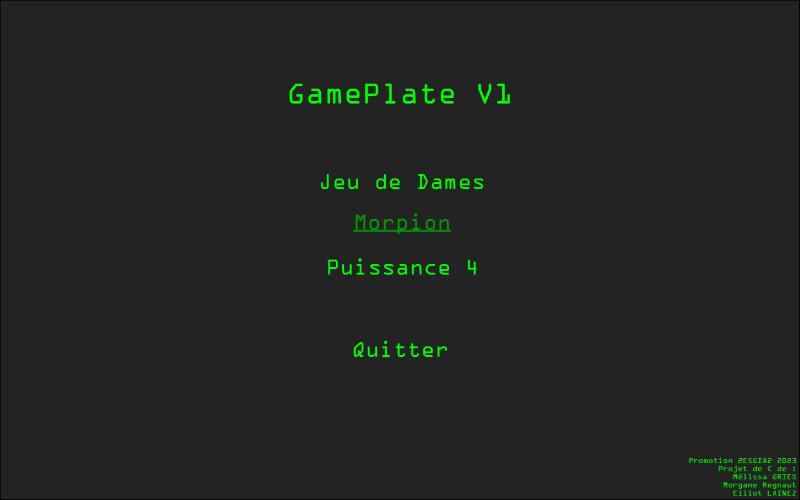 GamePlate V1
Jeu de Dames
Morpion
Puissance 4
Quitter
Promotion 2ESGIA2 2023
Projet de C de :
Mélissa GRIES
Morgane Regnaut
Elliot LAINEZ